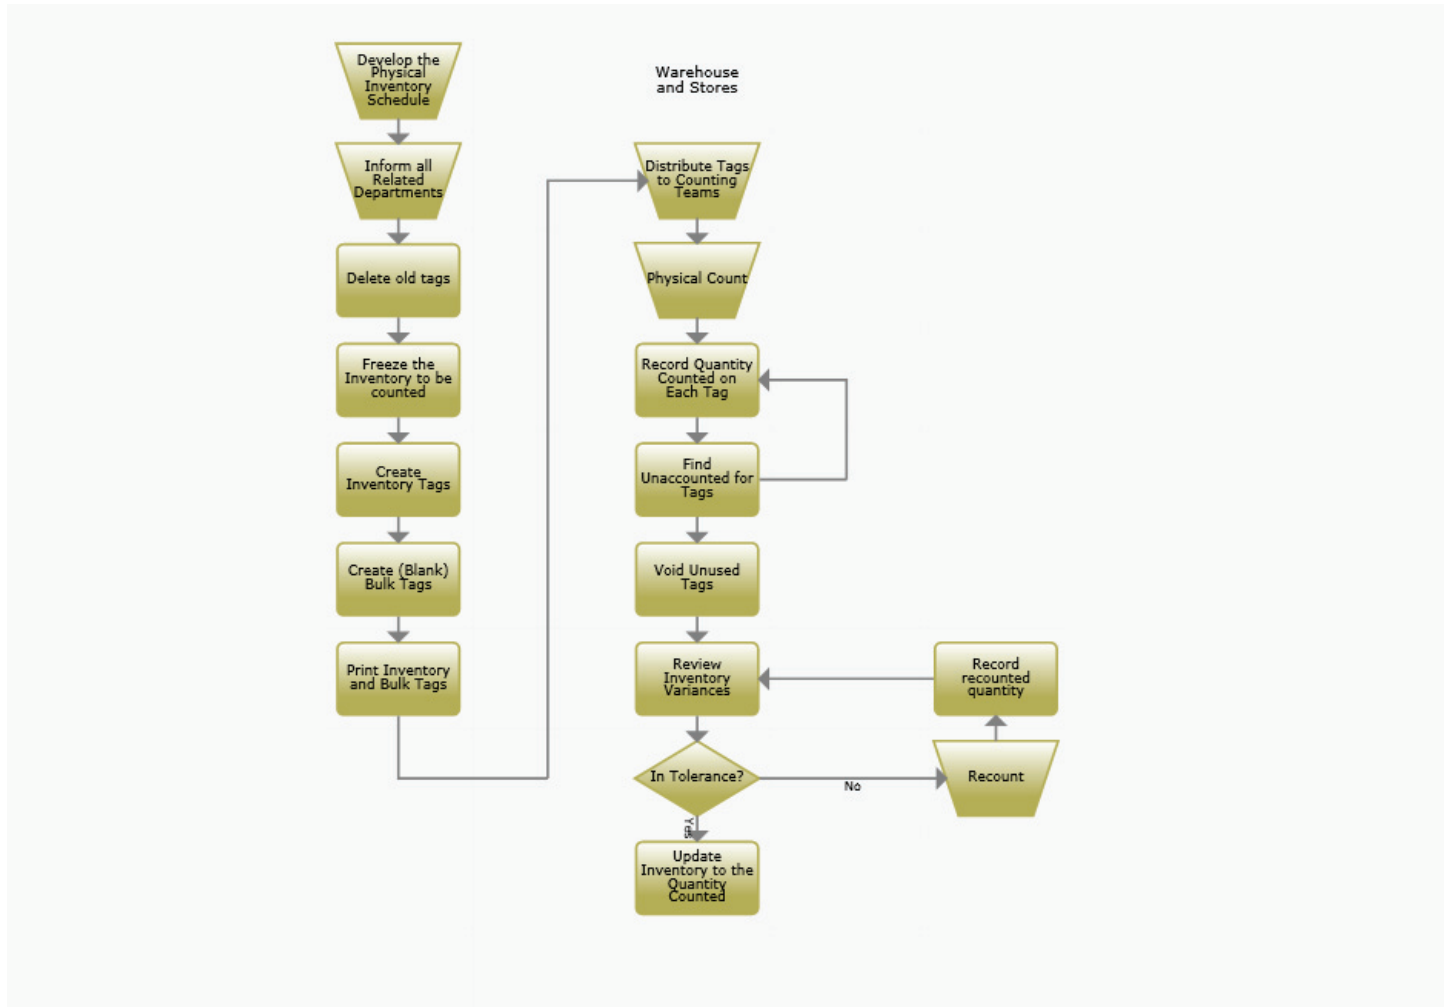 Develop the
Physical
Inventory
Schedule
Inform all
Related
Departments
Delete old tags
Freeze the
Inventory to be
counted
Create
Inventory Tags
Create (Blank)
Bulk Tags
Print Inventory
and Bulk Tags
Warehouse
and Stores
Distribute Tags
to Counting
Teams
Physical Count
Record Quantity
Counted on
Each Tag
Find
Unaccounted for
Tags
Void Unused
Tags
Review
Inventory
Variances
In Tolerance?
Yes
Update
Inventory to the
Quantity
Counted
No
Recount
Record
recounted
quantity